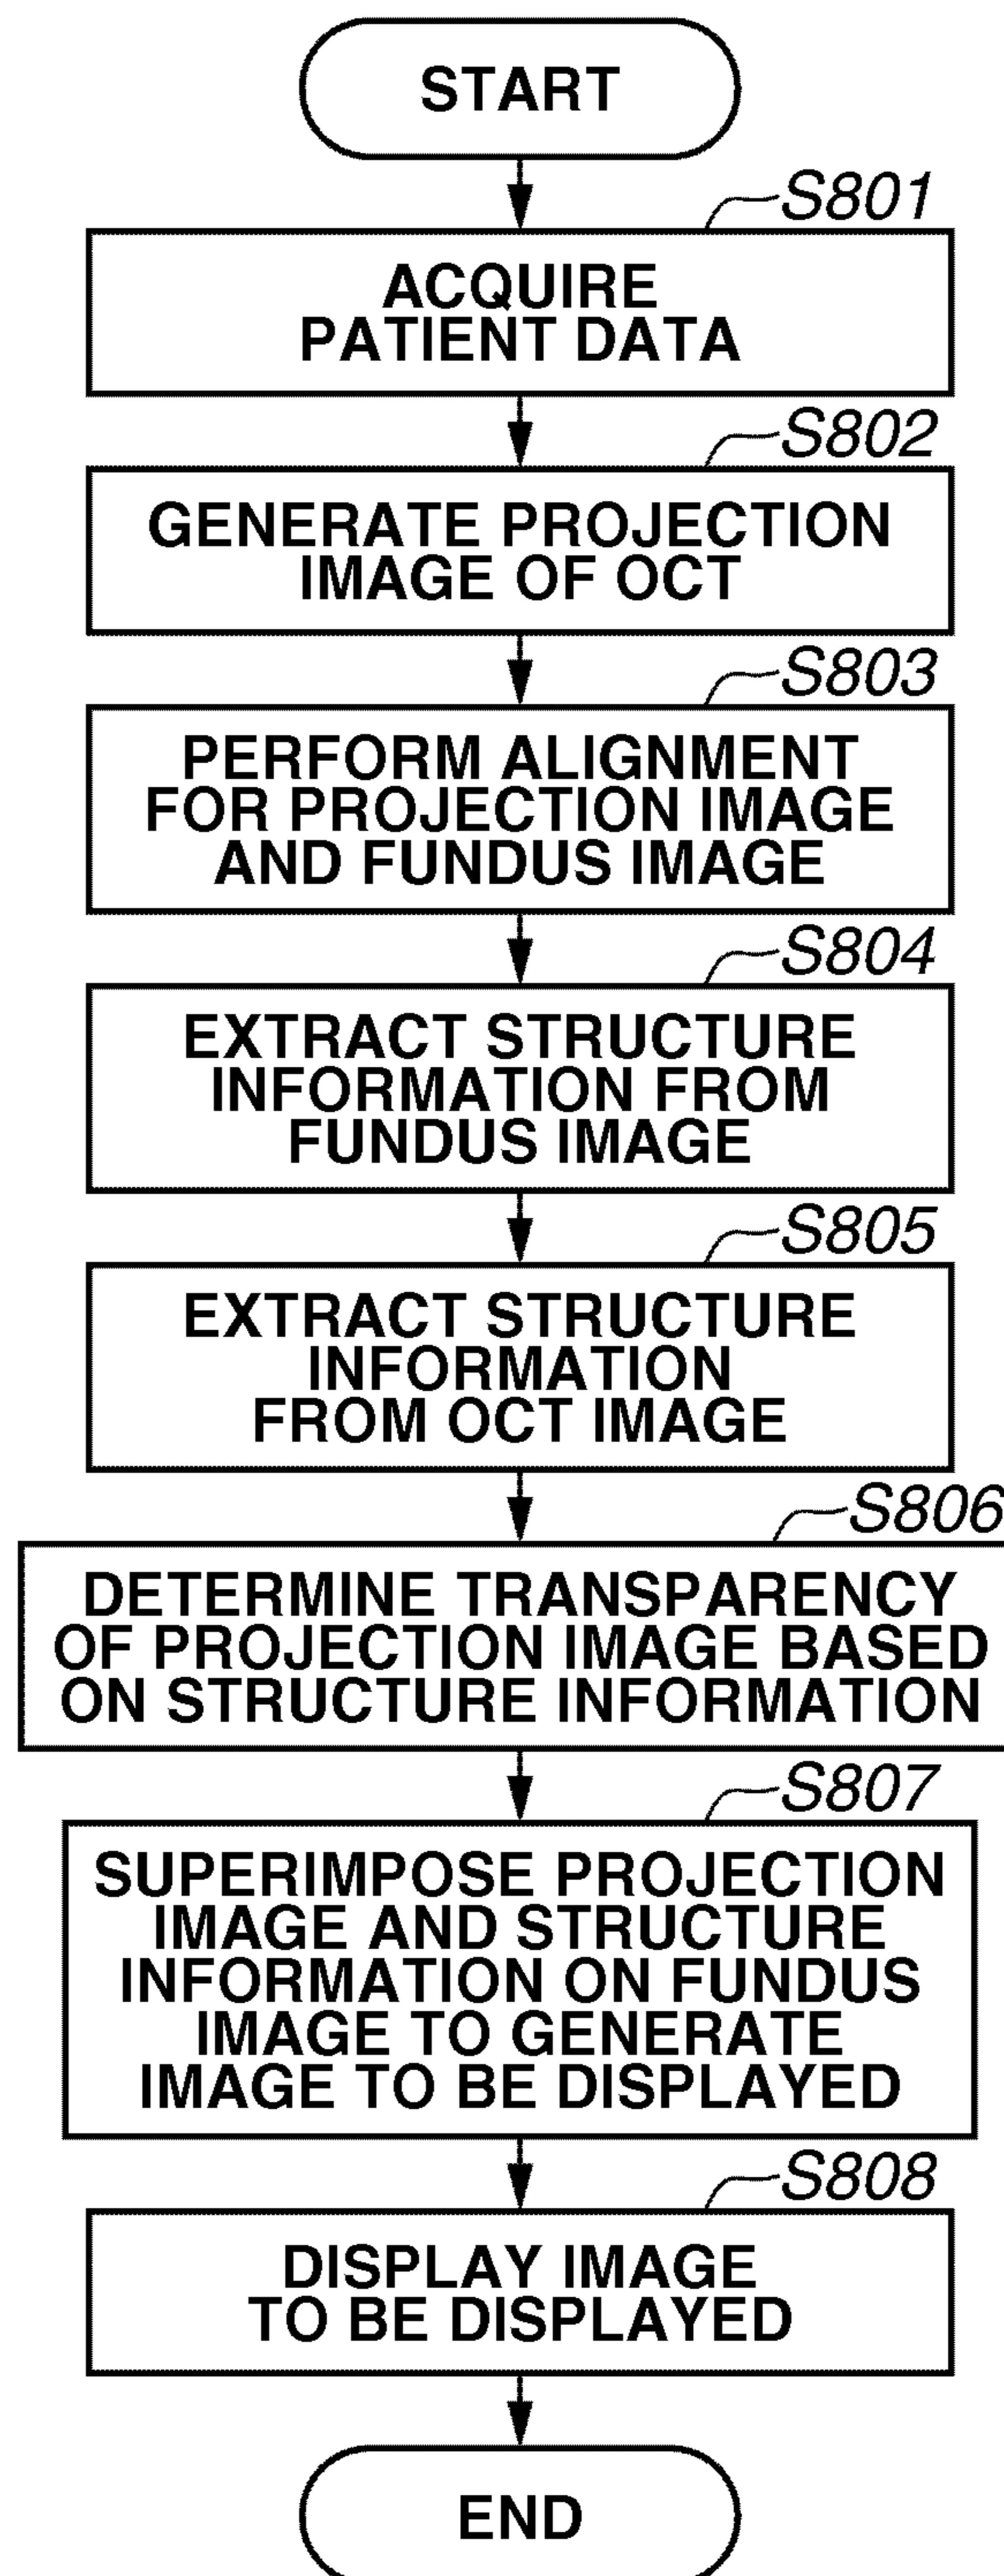 START
S801
ACQUIRE
PATIENT DATA
S802
GENERATE PROJECTION
IMAGE OF OCT
S803
PERFORM ALIGNMENT
FOR PROJECTION IMAGE
AND FUNDUS IMAGE
S804
EXTRACT STRUCTURE
INFORMATION FROM
FUNDUS IMAGE
S805
EXTRACT STRUCTURE
INFORMATION
FROM OCT IMAGE
S806
DETERMINE TRANSPARENCY
OF PROJECTION IMAGE BASED
ON STRUCTURE INFORMATION
S807
SUPERIMPOSE PROJECTION
IMAGE AND STRUCTURE
INFORMATION ON FUNDUS
IMAGE TO GENERATE
IMAGE TO BE DISPLAYED
S808
DISPLAY IMAGE
TO BE DISPLAYED
END